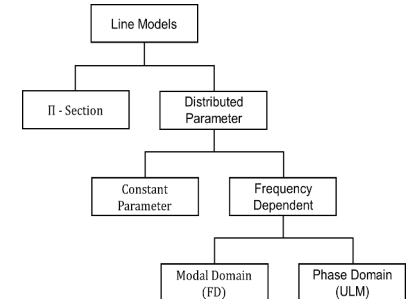 Line Models
Π - Section
Distributed
Parameter
Constant
Parameter
Frequency
Dependent
Modal Domain
(FD)
Phase Domain
(ULM)